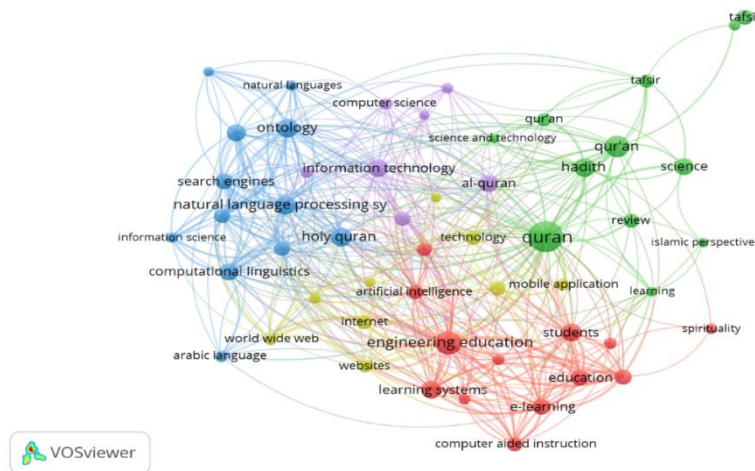 tafsi
tafsir
natural languages
computer science
qur'an
ontology
science and technology
qur'an
information technology
hadith
science
search engines
al-quran
natural language processing sy
review
information science
holy quran
technology
quran
islamic perspective
computational linguistics
artificial intelligence
mobile application
learning
internet
world wide web
engineering education
students
spirituality
arabic language
websites
learning systems
education
e-learning
computer aided instruction
VOSviewer